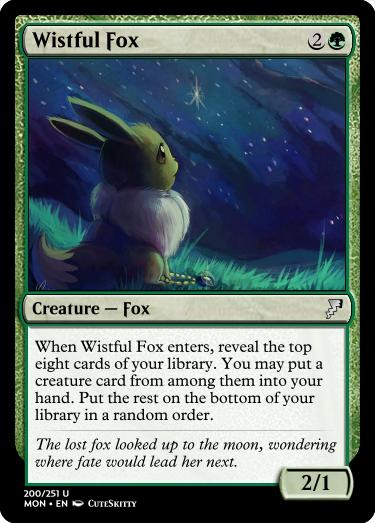 Wistful Fox 2
Creature — Fox
When Wistful Fox enters, reveal the top
eight cards of your library. You may put a
creature card from among them into your
hand. Put the rest on the bottom of your
library in a random order.
The lost fox looked up to the moon, wondering
where fate would lead her next.
2/1
200/251 U
MON • EN CuteSkitty